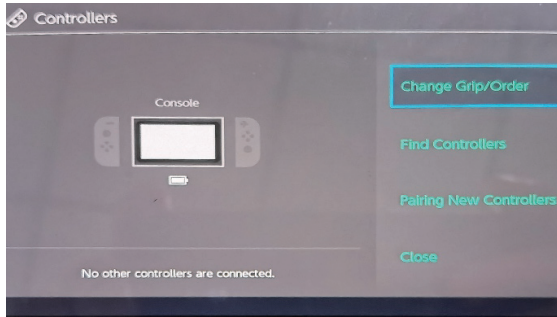 Controllers
Console
Change Grip/Order
Find Controllers
Pairing New Controllers
Close
No other controllers are connected.